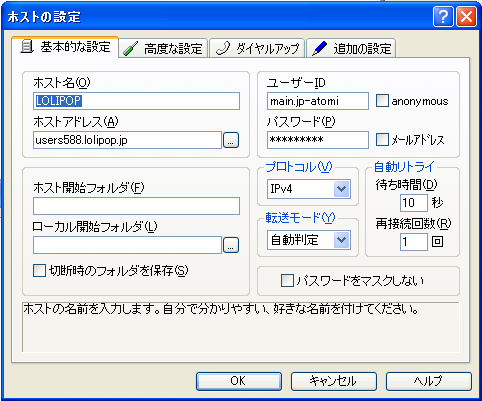 ホストの設定
基本的な設定 高度な設定 ダイヤルアップ 追加の設定
ホスト名(O)
LOLIPOP
ホストアドレス(A)
users588.lolipop.jp ...
ユーザーID
main.jp-atomi anonymous
パスワード(P)
********* メールアドレス
ホスト開始フォルダ(F)
ローカル開始フォルダ(L)
...
切断時のフォルダを保存(S)
プロトコル(V)
IPv4
転送モード(Y)
自動判定
自動リトライ
待ち時間(D)
10 秒
再接続回数(R)
1 回
パスワードをマスクしない
ホストの名前を入力します。自分で分かりやすい、好きな名前を付けてください。
OK キャンセル ヘルプ